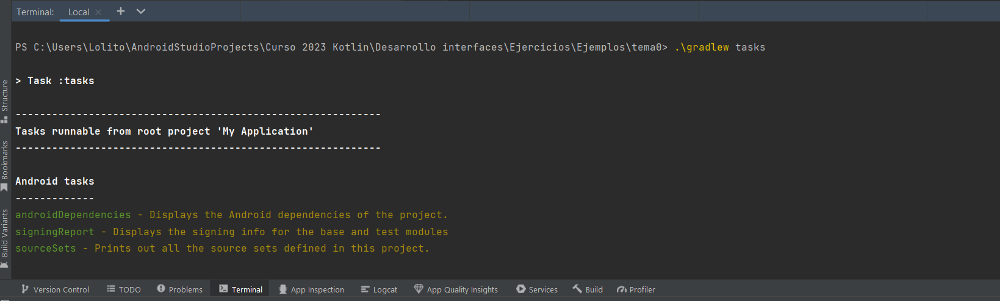 Terminal: Local
PS C:\Users\Lolito\AndroidStudioProjects\Curso 2023 Kotlin\Desarrollo interfaces\Ejercicios\Ejemplos\tema0> .\gradlew tasks
> Task :tasks
------------------------------------------------------------
Tasks runnable from root project 'My Application'
------------------------------------------------------------
Android tasks
-------------
androidDependencies - Displays the Android dependencies of the project.
signingReport - Displays the signing info for the base and test modules
sourceSets - Prints out all the source sets defined in this project.
Structure
Bookmarks
Build Variants
Version Control TODO Problems Terminal App Inspection Logcat App Quality Insights Services Build Profiler